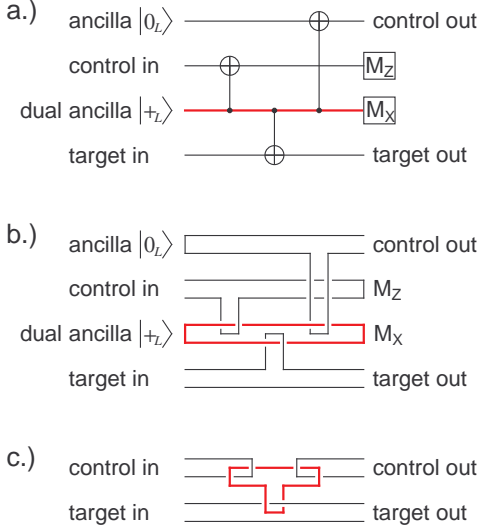 a.)
ancilla |0_L⟩ control out
control in M_Z
dual ancilla |+_L⟩ M_X
target in target out
b.)
ancilla |0_L⟩ control out
control in M_Z
dual ancilla |+_L⟩ M_X
target in target out
c.)
control in control out
target in target out